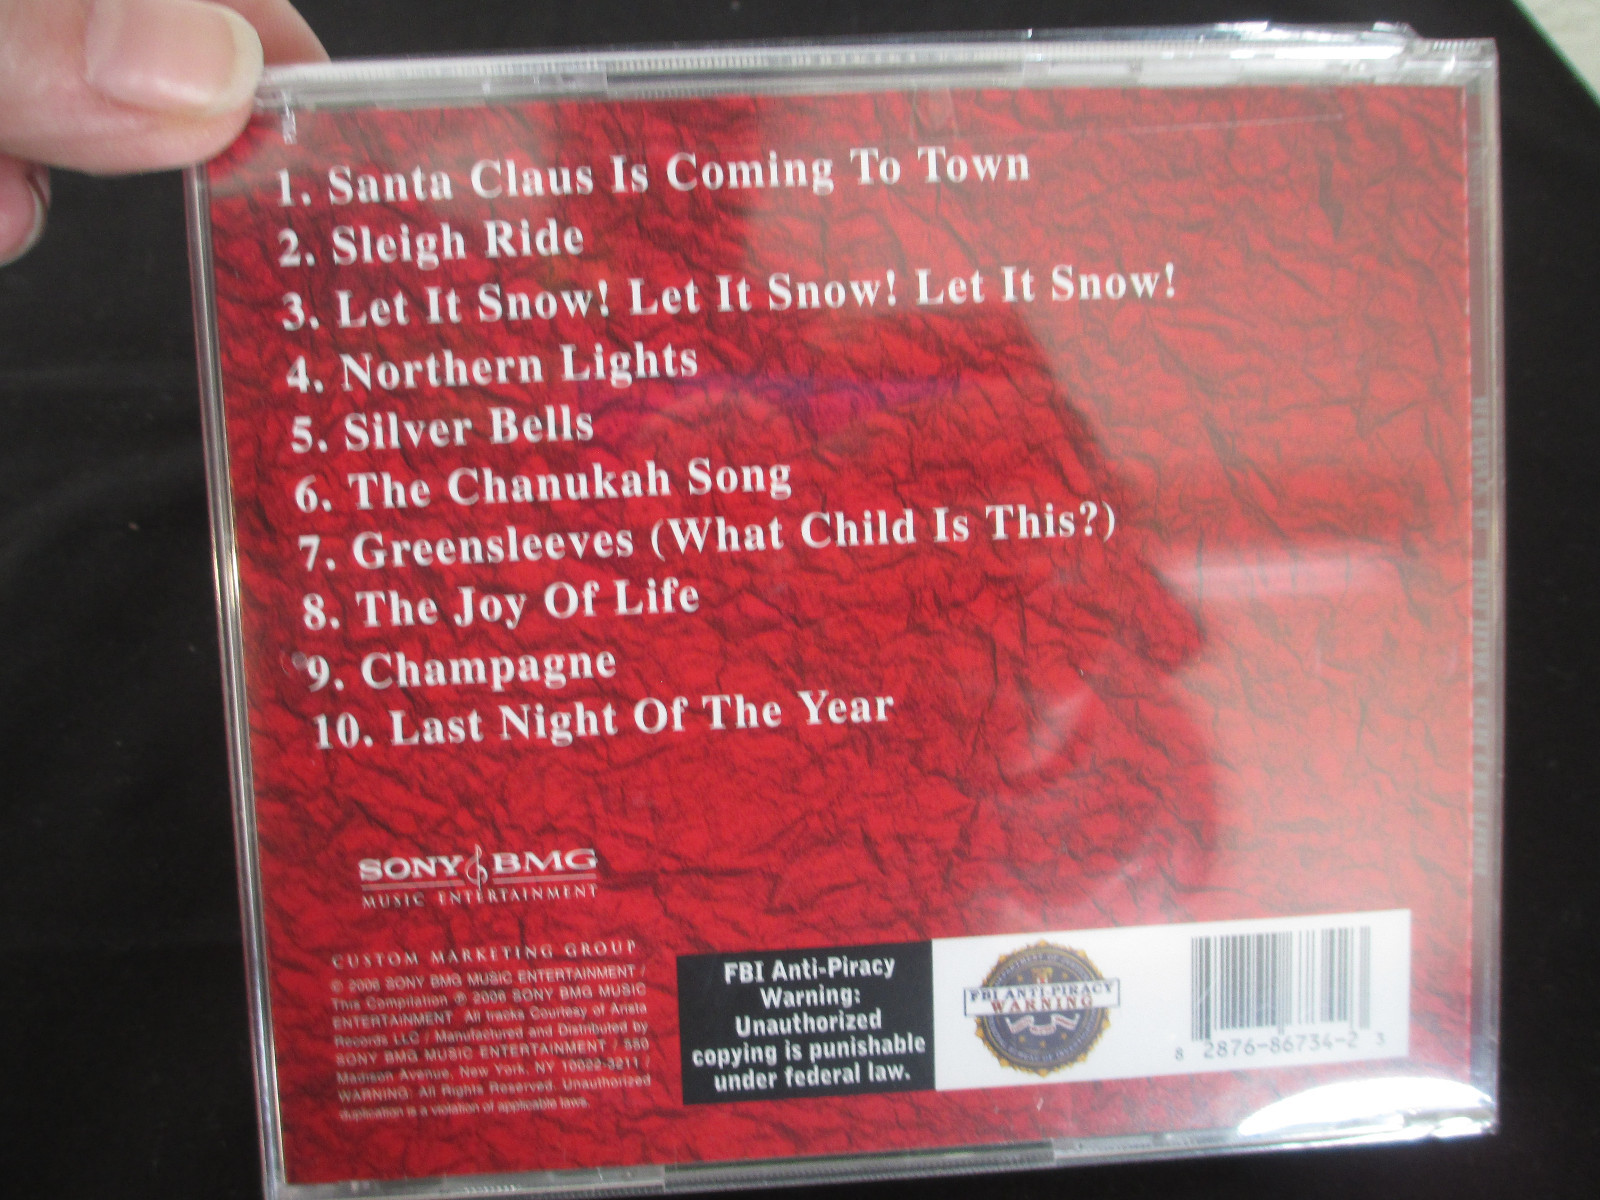 1. Santa Claus Is Coming To Town
2. Sleigh Ride
3. Let It Snow! Let It Snow! Let It Snow!
4. Northern Lights
5. Silver Bells
6. The Chanukah Song
7. Greensleeves (What Child Is This?)
8. The Joy Of Life
9. Champagne
10. Last Night Of The Year
SONY BMG
MUSIC ENTERTAINMENT
CUSTOM MARKETING GROUP
© 2006 SONY BMG MUSIC ENTERTAINMENT /
This Compilation ℗ 2006 SONY BMG MUSIC
ENTERTAINMENT All tracks Courtesy of Arista
Records LLC / Manufactured and Distributed by
SONY BMG MUSIC ENTERTAINMENT / 550
Madison Avenue, New York, NY 10022-3211 /
WARNING: All Rights Reserved. Unauthorized
duplication is a violation of applicable laws.
FBI Anti-Piracy
Warning:
Unauthorized
copying is punishable
under federal law.
FBI ANTI-PIRACY
WARNING
8 2876-86734-2 3